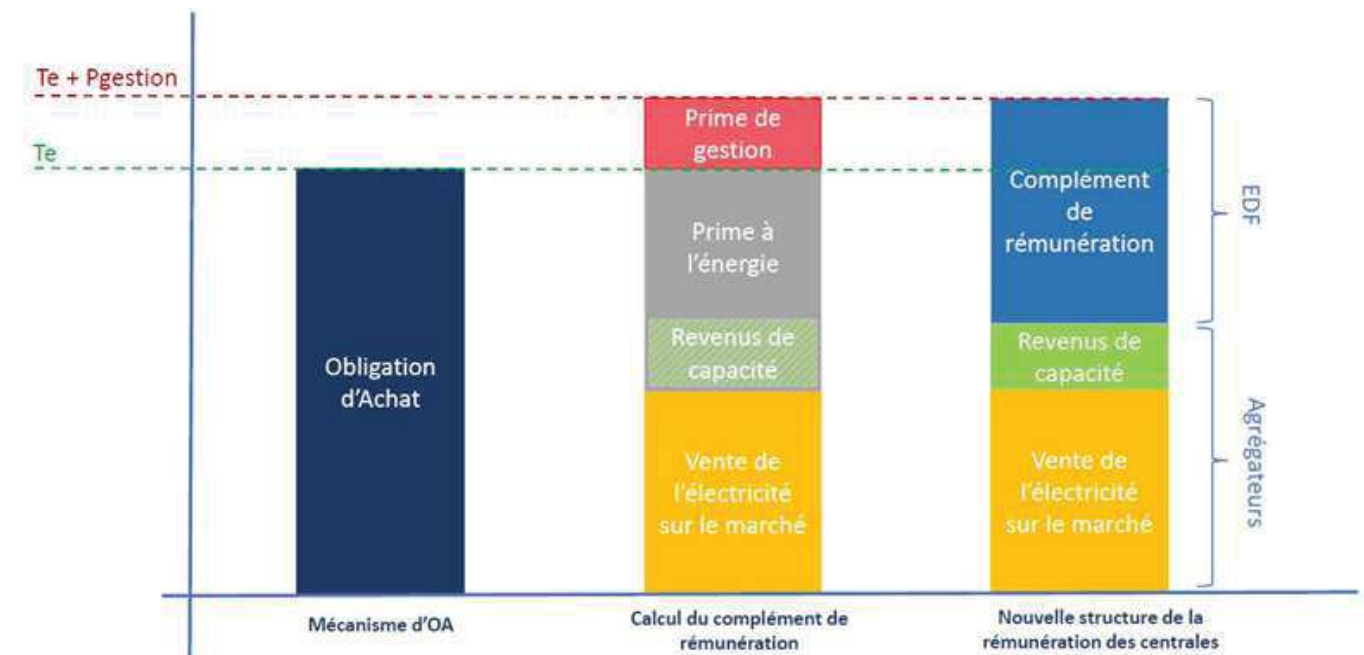 Te + Pgestion
Te
Obligation
d'Achat
Prime de
gestion
Prime à
l'énergie
Revenus de
capacité
Vente de
l'électricité
sur le marché
Complément
de
rémunération
Revenus de
capacité
Vente de
l'électricité
sur le marché
EDF
Agrégateurs
Mécanisme d'OA
Calcul du complément de
rémunération
Nouvelle structure de la
rémunération des centrales